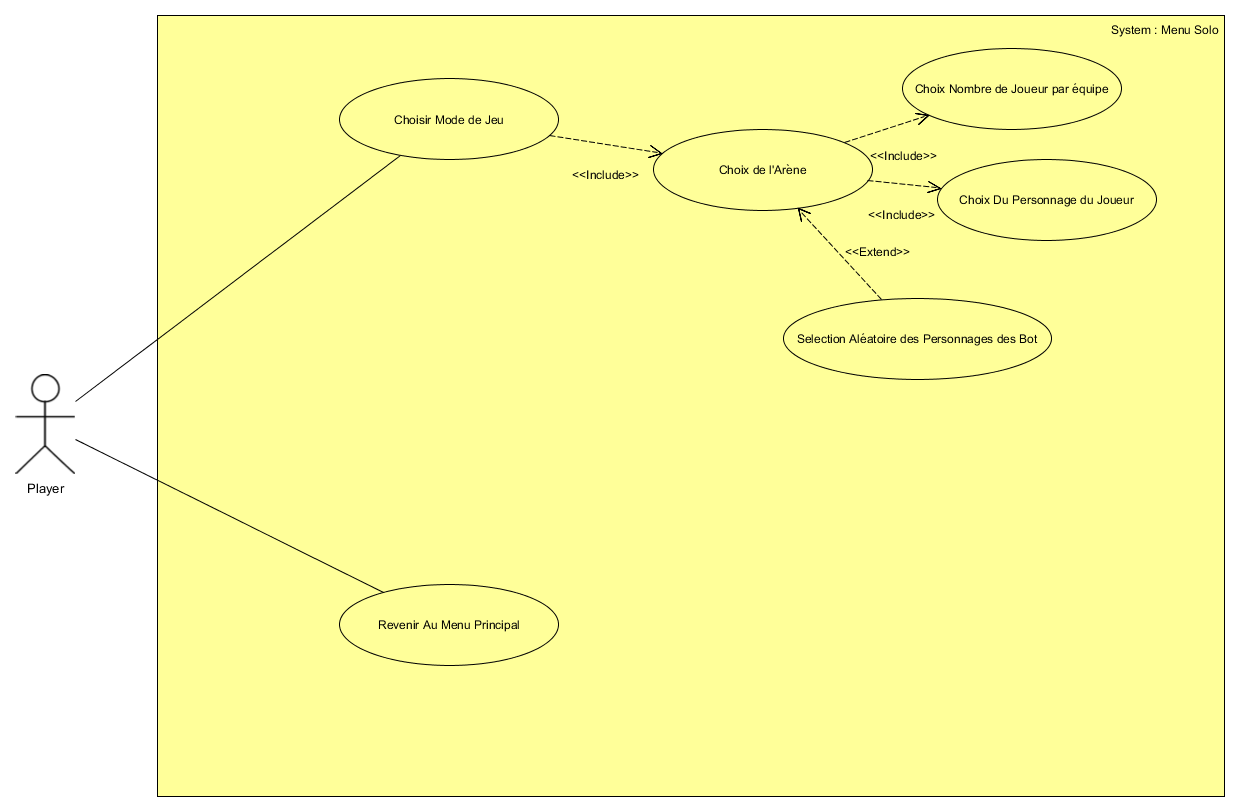 System : Menu Solo
Choix Nombre de Joueur par équipe
Choisir Mode de Jeu
<<Include>>
Choix de l'Arène
<<Include>>
Choix Du Personnage du Joueur
<<Include>>
<<Extend>>
Selection Aléatoire des Personnages des Bot
Player
Revenir Au Menu Principal